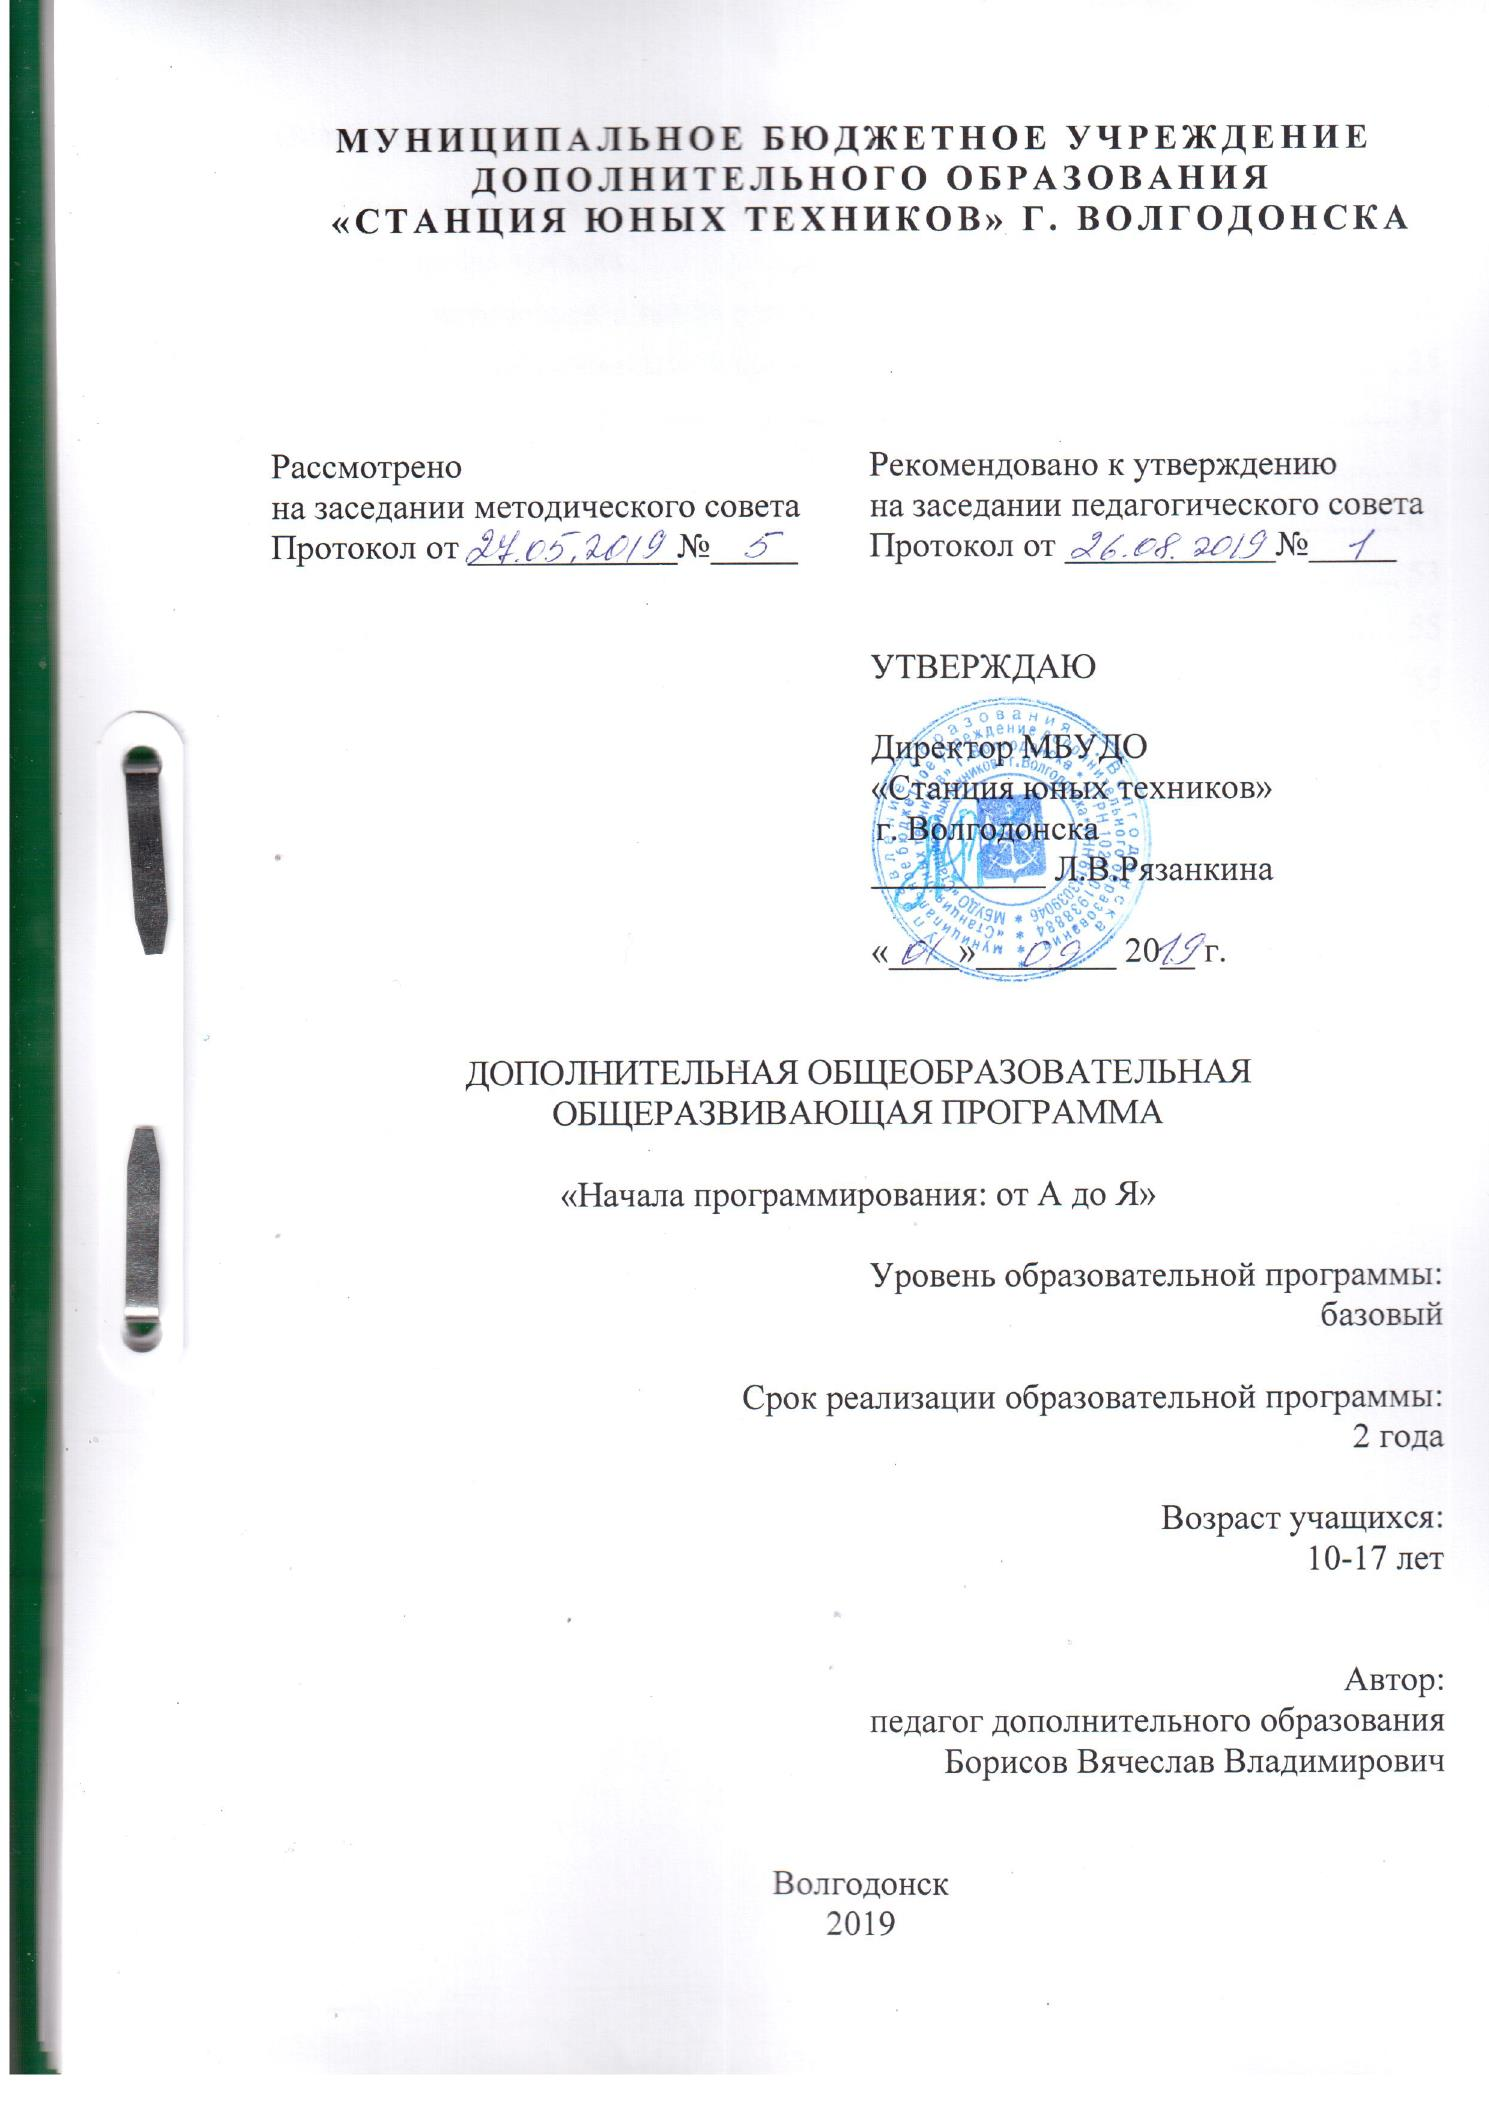 МУНИЦИПАЛЬНОЕ БЮДЖЕТНОЕ УЧРЕЖДЕНИЕ
ДОПОЛНИТЕЛЬНОГО ОБРАЗОВАНИЯ
«СТАНЦИЯ ЮНЫХ ТЕХНИКОВ» Г. ВОЛГОДОНСКА
Рассмотрено
на заседании методического совета
Протокол от 27.05.2019 № 5
Рекомендовано к утверждению
на заседании педагогического совета
Протокол от 26.08.2019 № 1
УТВЕРЖДАЮ
Директор МБУДО
«Станция юных техников»
г. Волгодонска
Л.В.Рязанкина
«01» 09 2019 г.
ДОПОЛНИТЕЛЬНАЯ ОБЩЕОБРАЗОВАТЕЛЬНАЯ
ОБЩЕРАЗВИВАЮЩАЯ ПРОГРАММА
«Начала программирования: от А до Я»
Уровень образовательной программы:
базовый
Срок реализации образовательной программы:
2 года
Возраст учащихся:
10-17 лет
Автор:
педагог дополнительного образования
Борисов Вячеслав Владимирович
Волгодонск
2019